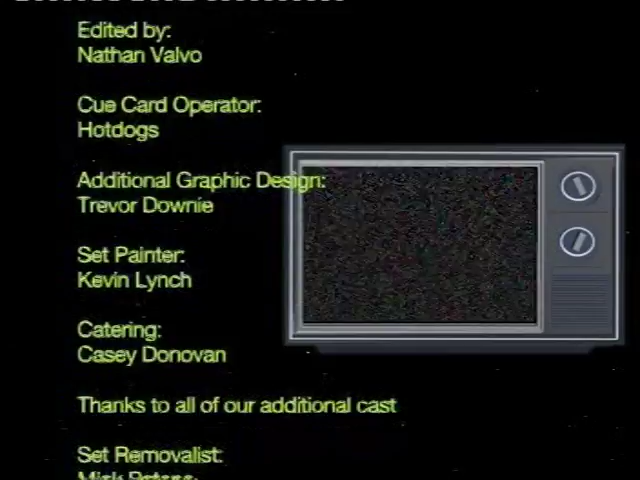 Edited by:
Nathan Valvo
Cue Card Operator:
Hotdogs
Additional Graphic Design:
Trevor Downie
Set Painter:
Kevin Lynch
Catering:
Casey Donovan
Thanks to all of our additional cast
Set Removalist: